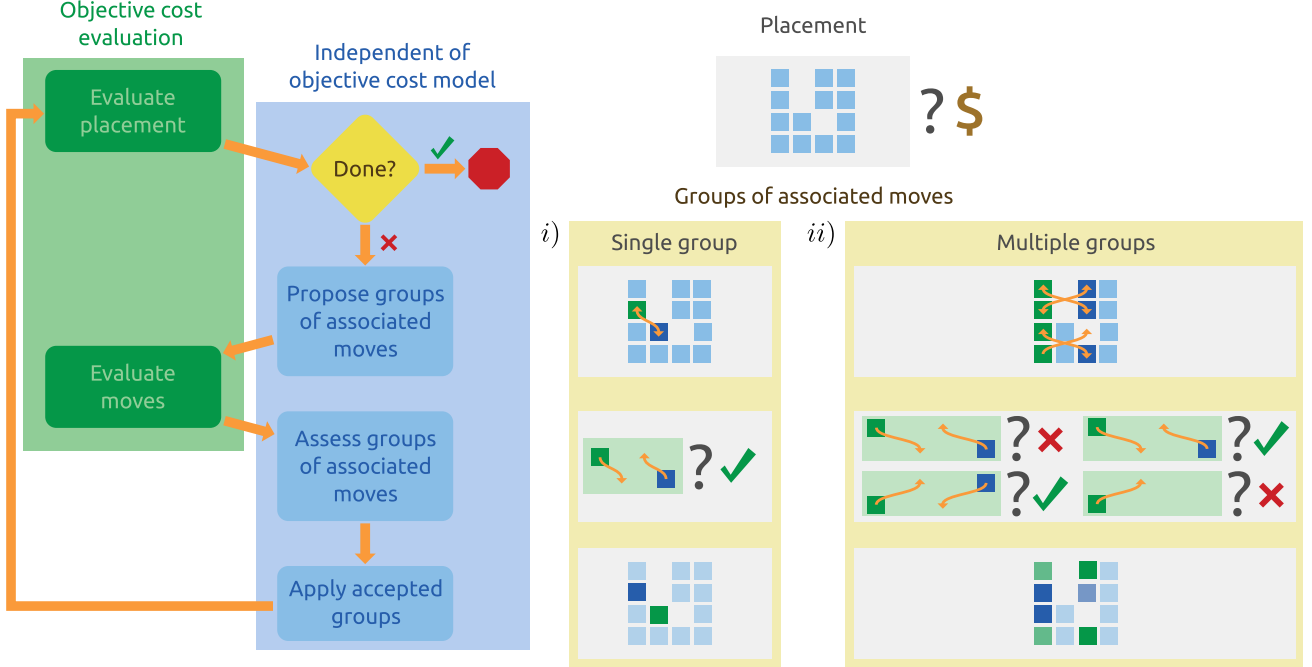 Objective cost
evaluation
Independent of
objective cost model
Evaluate
placement
Done?
Propose groups
of associated
moves
Evaluate
moves
Assess groups
of associated
moves
Apply accepted
groups
Placement
? $
Groups of associated moves
i)
Single group
?
ii)
Multiple groups
? ?
? ?